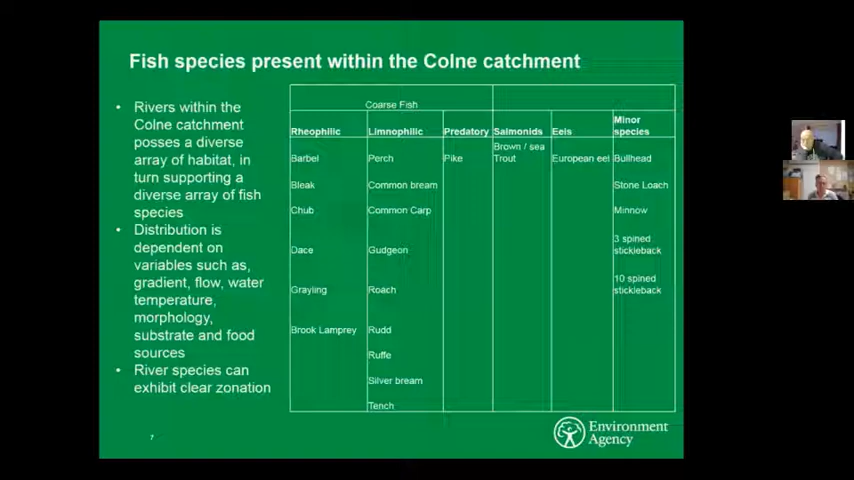 Fish species present within the Colne catchment
• Rivers within the
Colne catchment
posses a diverse
array of habitat, in
turn supporting a
diverse array of fish
species
• Distribution is
dependent on
variables such as,
gradient, flow, water
temperature,
morphology,
substrate and food
sources
• River species can
exhibit clear zonation
Coarse Fish
Rheophilic Limnophilic Predatory Salmonids Eels Minor species
Barbel Perch Pike Brown / sea Trout European eel Bullhead
Bleak Common bream Stone Loach
Chub Common Carp Minnow
Dace Gudgeon 3 spined stickleback
Grayling Roach 10 spined stickleback
Brook Lamprey Rudd
Ruffe
Silver bream
Tench
7
Environment
Agency